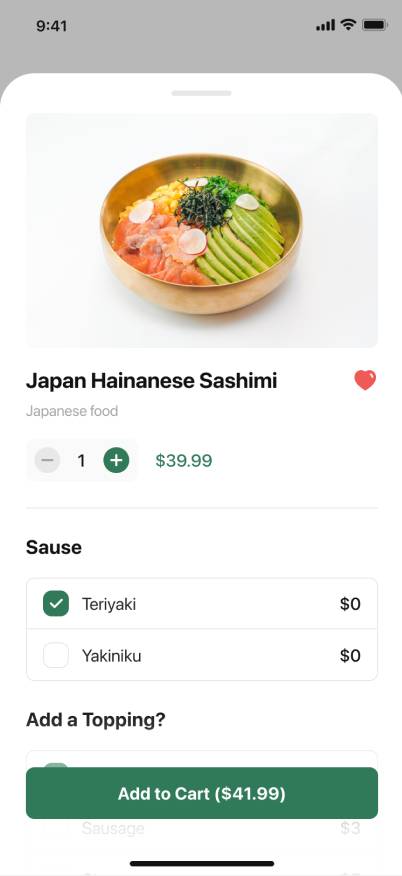 9:41
Japan Hainanese Sashimi
Japanese food
1 $39.99
Sause
Teriyaki $0
Yakiniku $0
Add a Topping?
Add to Cart ($41.99)
Sausage $3